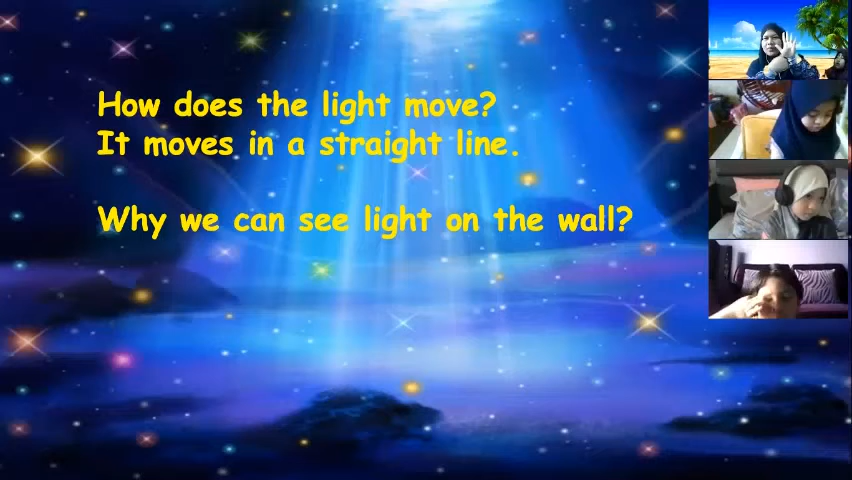 How does the light move?
It moves in a straight line.
Why we can see light on the wall?